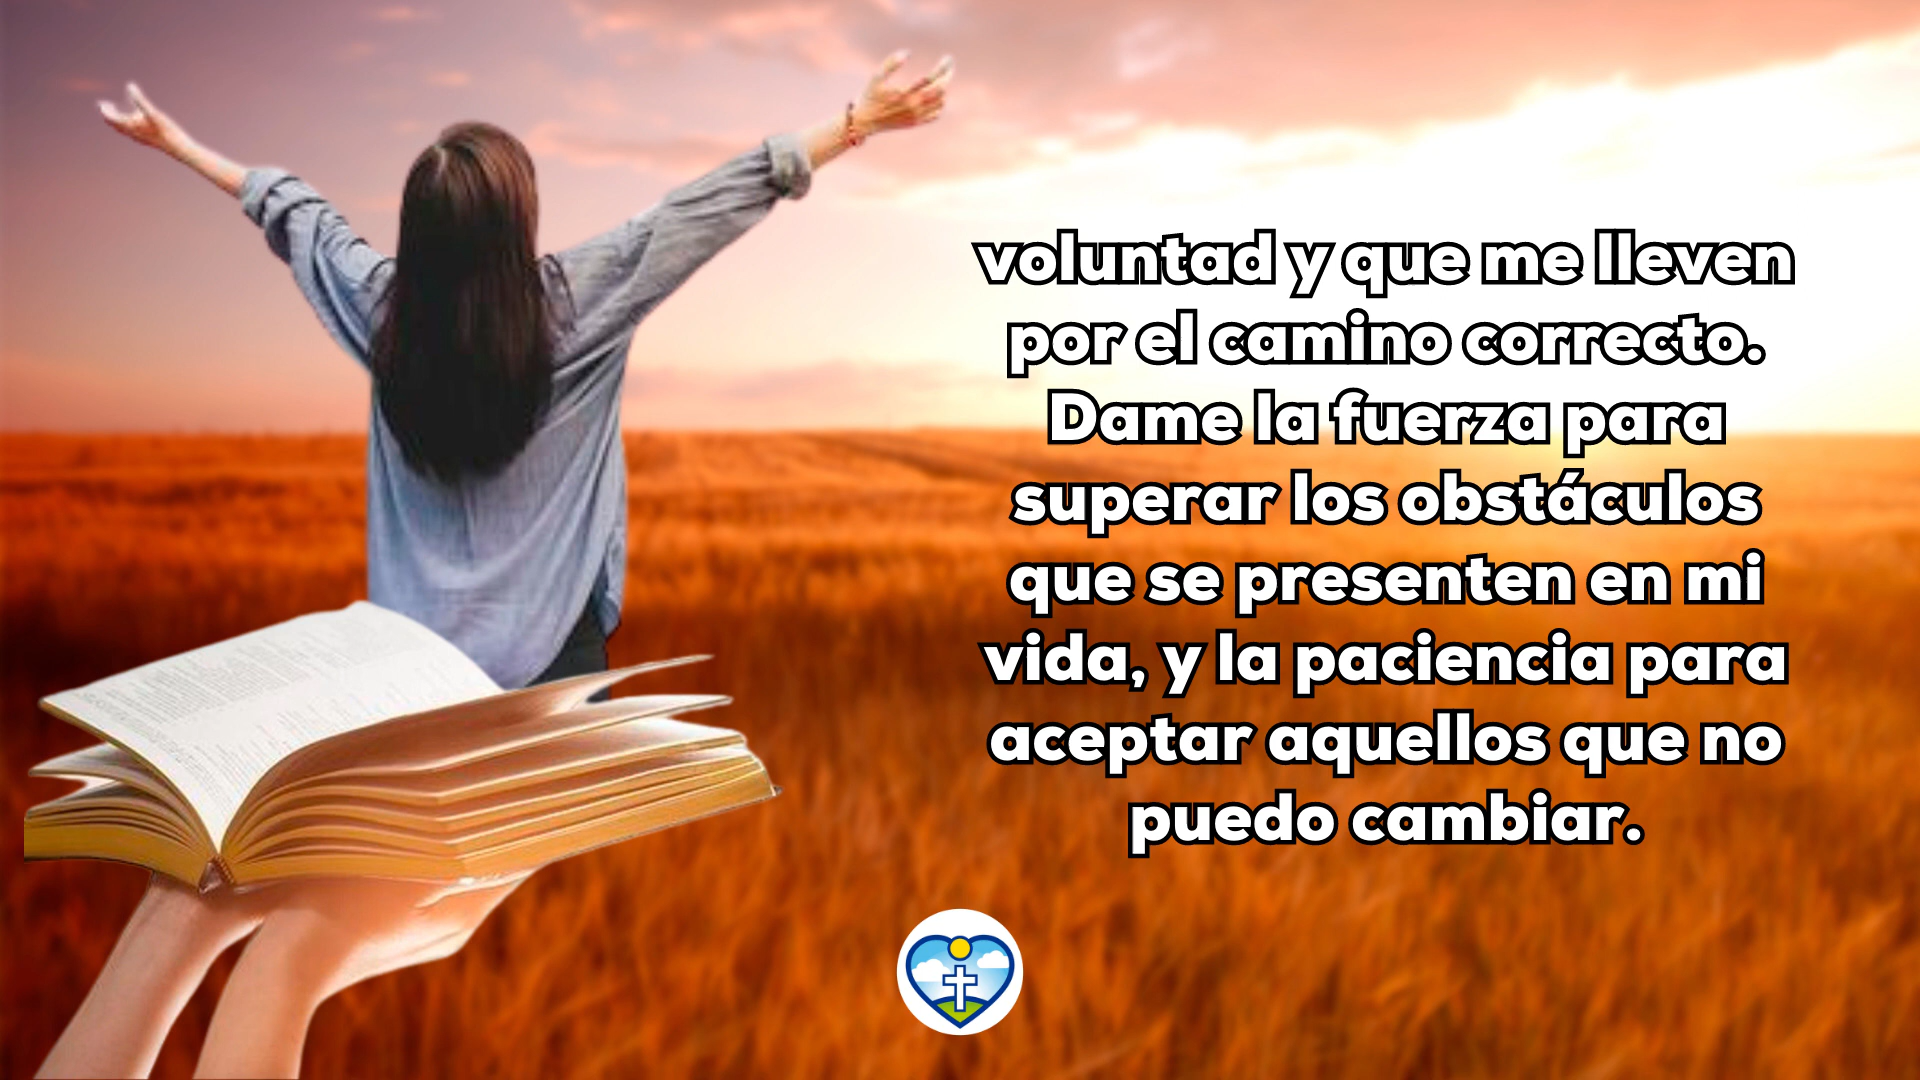 voluntad y que me lleven
por el camino correcto.
Dame la fuerza para
superar los obstáculos
que se presenten en mi
vida, y la paciencia para
aceptar aquellos que no
puedo cambiar.